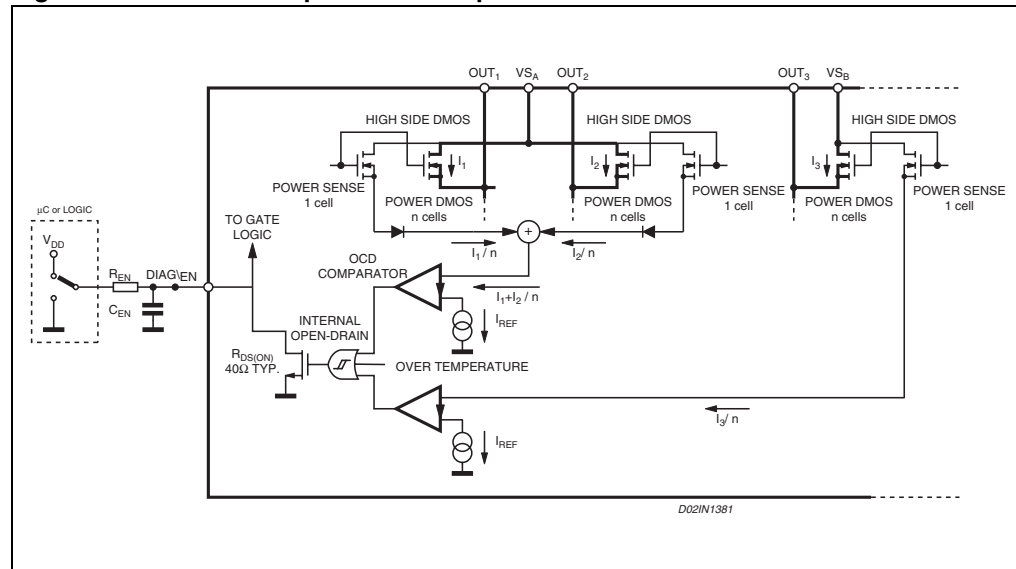 OUT1 VSA OUT2 OUT3 VSB
HIGH SIDE DMOS HIGH SIDE DMOS HIGH SIDE DMOS
I1 I2 I3
POWER SENSE
1 cell
POWER DMOS
n cells
POWER DMOS
n cells
POWER SENSE
1 cell
POWER DMOS
n cells
POWER SENSE
1 cell
μC or LOGIC
VDD
TO GATE
LOGIC
REN DIAG\EN
CEN
+
I1 / n I2/ n
OCD
COMPARATOR
I1+I2 / n
IREF
INTERNAL
OPEN-DRAIN
RDS(ON)
40Ω TYP.
OVER TEMPERATURE
I3/ n
IREF
D02IN1381